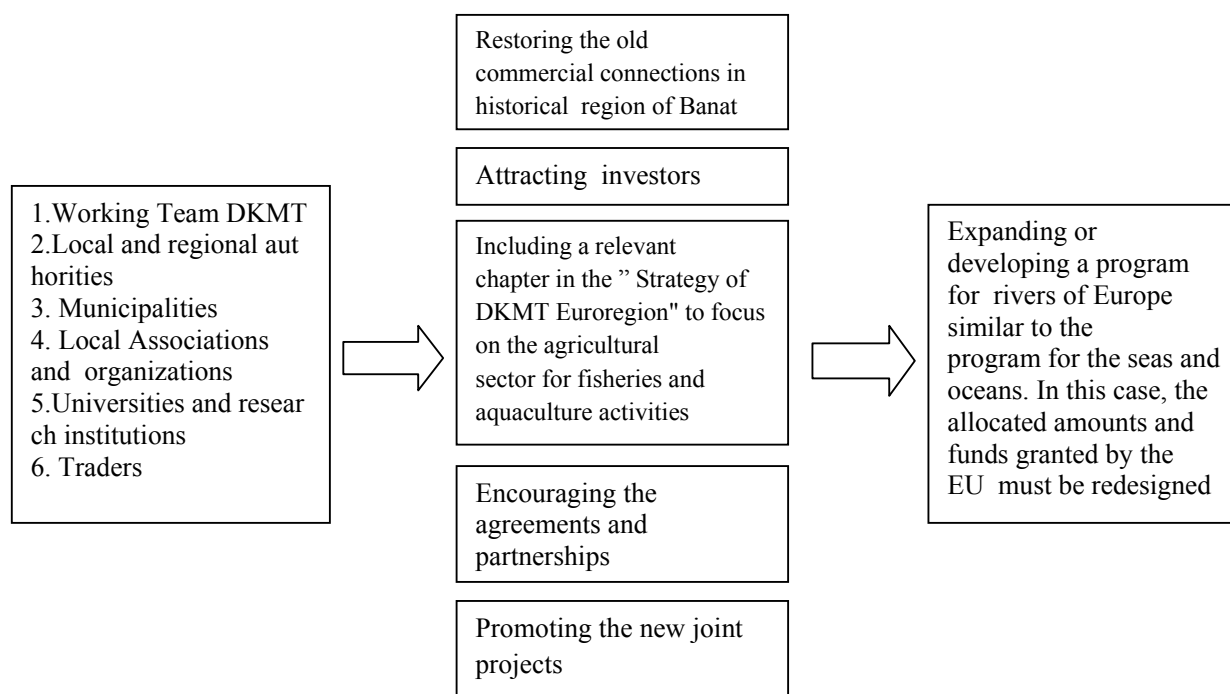 1.Working Team DKMT
2.Local and regional aut
horities
3. Municipalities
4. Local Associations
and organizations
5.Universities and resear
ch institutions
6. Traders
Restoring the old
commercial connections in
historical region of Banat
Attracting investors
Including a relevant
chapter in the ” Strategy of
DKMT Euroregion" to focus
on the agricultural
sector for fisheries and
aquaculture activities
Encouraging the
agreements and
partnerships
Promoting the new joint
projects
Expanding or
developing a program
for rivers of Europe
similar to the
program for the seas and
oceans. In this case, the
allocated amounts and
funds granted by the
EU must be redesigned